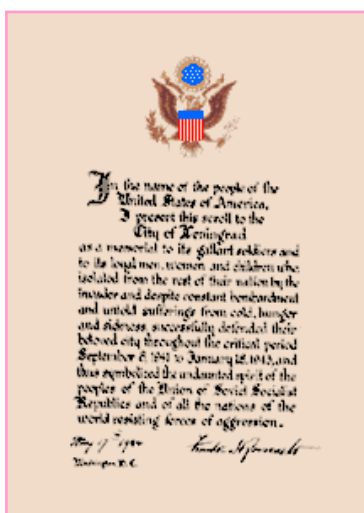 In the name of the people of the
United States of America,
I present this scroll to the
City of Leningrad
as a memorial to its gallant soldiers and
to its loyal men, women and children who,
isolated from the rest of their nation by the
invader and despite constant bombardment
and untold sufferings from cold, hunger
and sickness, successfully defended their
beloved city throughout the critical period
September 8, 1941 to January 18, 1943, and
thus symbolized the undaunted spirit of the
peoples of the Union of Soviet Socialist
Republics and of all the nations of the
world resisting forces of aggression.
May 17th 1944 Franklin D Roosevelt
Washington, D.C.